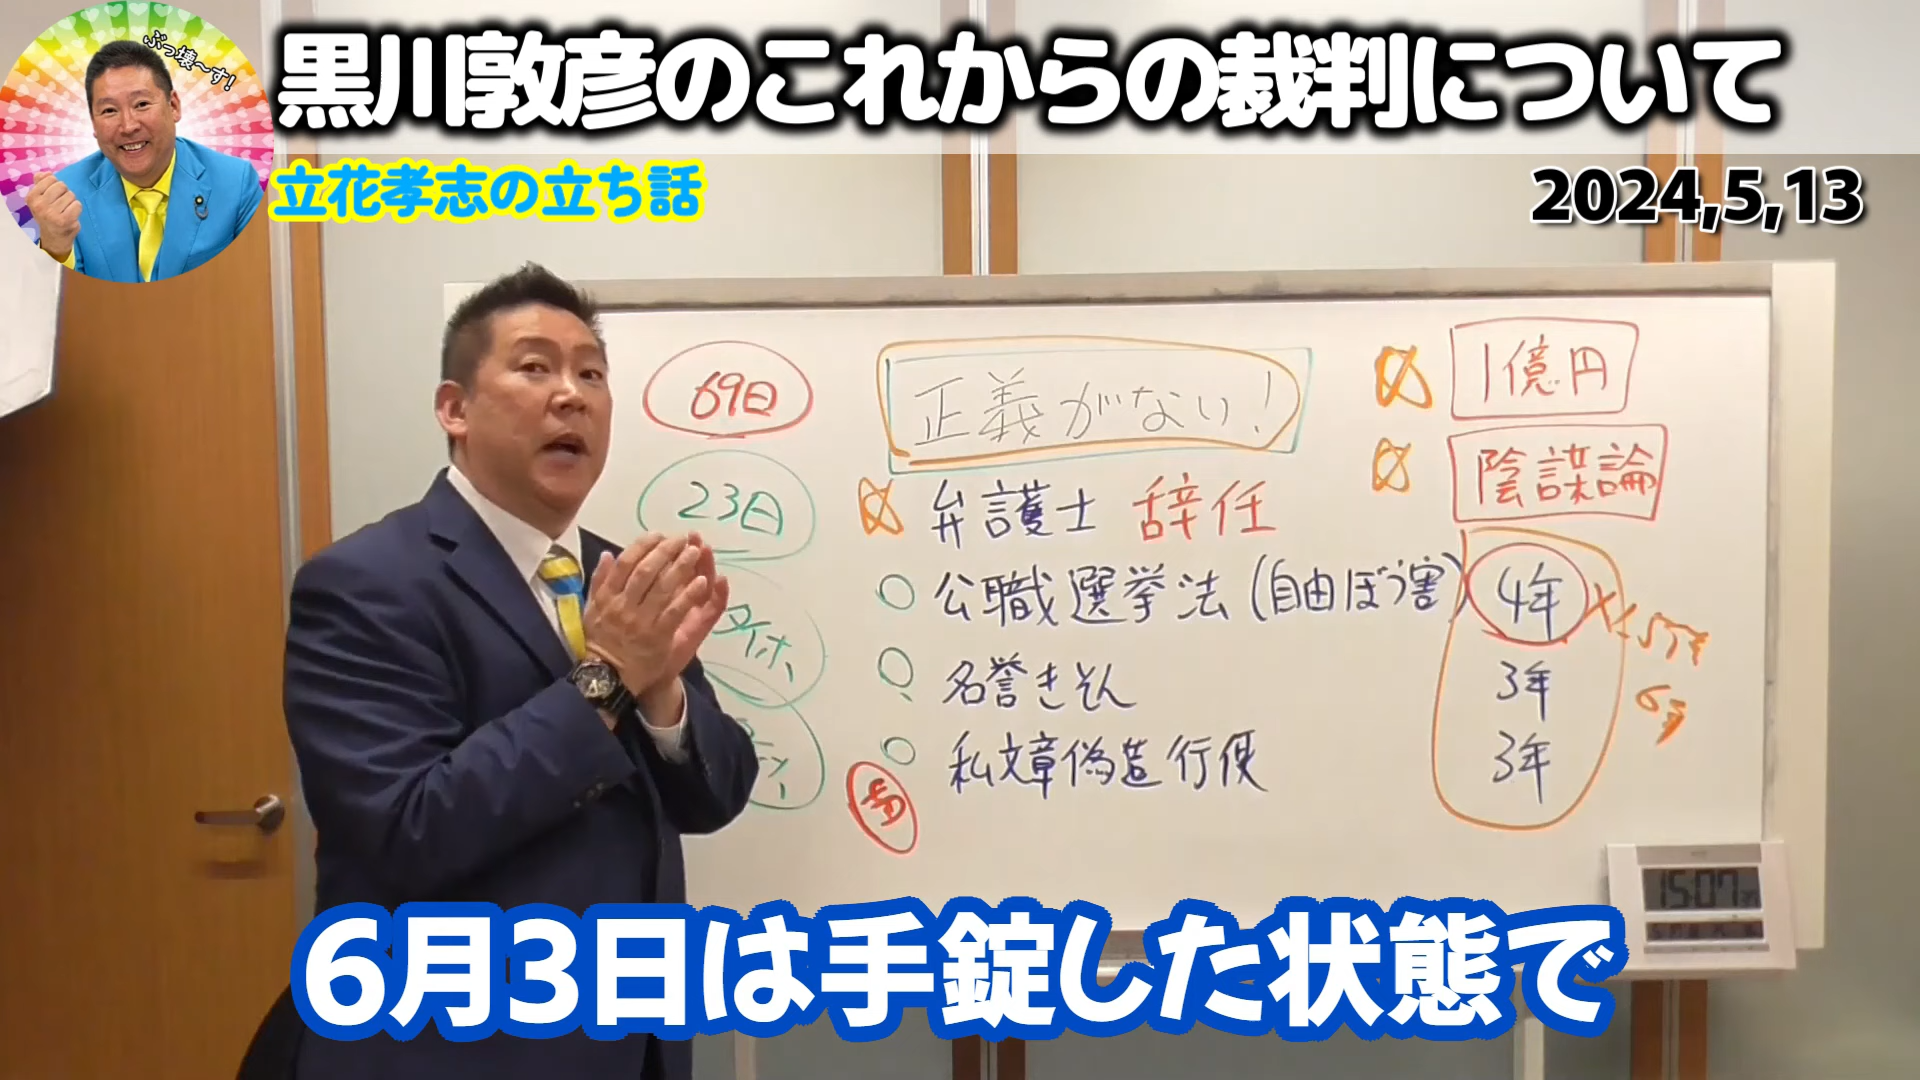 ぶっ壊～す!
黒川敦彦のこれからの裁判について
立花孝志の立ち話
2024,5,13
69日
正義がない!
1億円
陰謀論
23日
弁護士 辞任
公職選挙法(自由ぼう害)
4年
名誉きそん
3年
私文書偽造行使
3年
15:07
6月3日は手錠した状態で